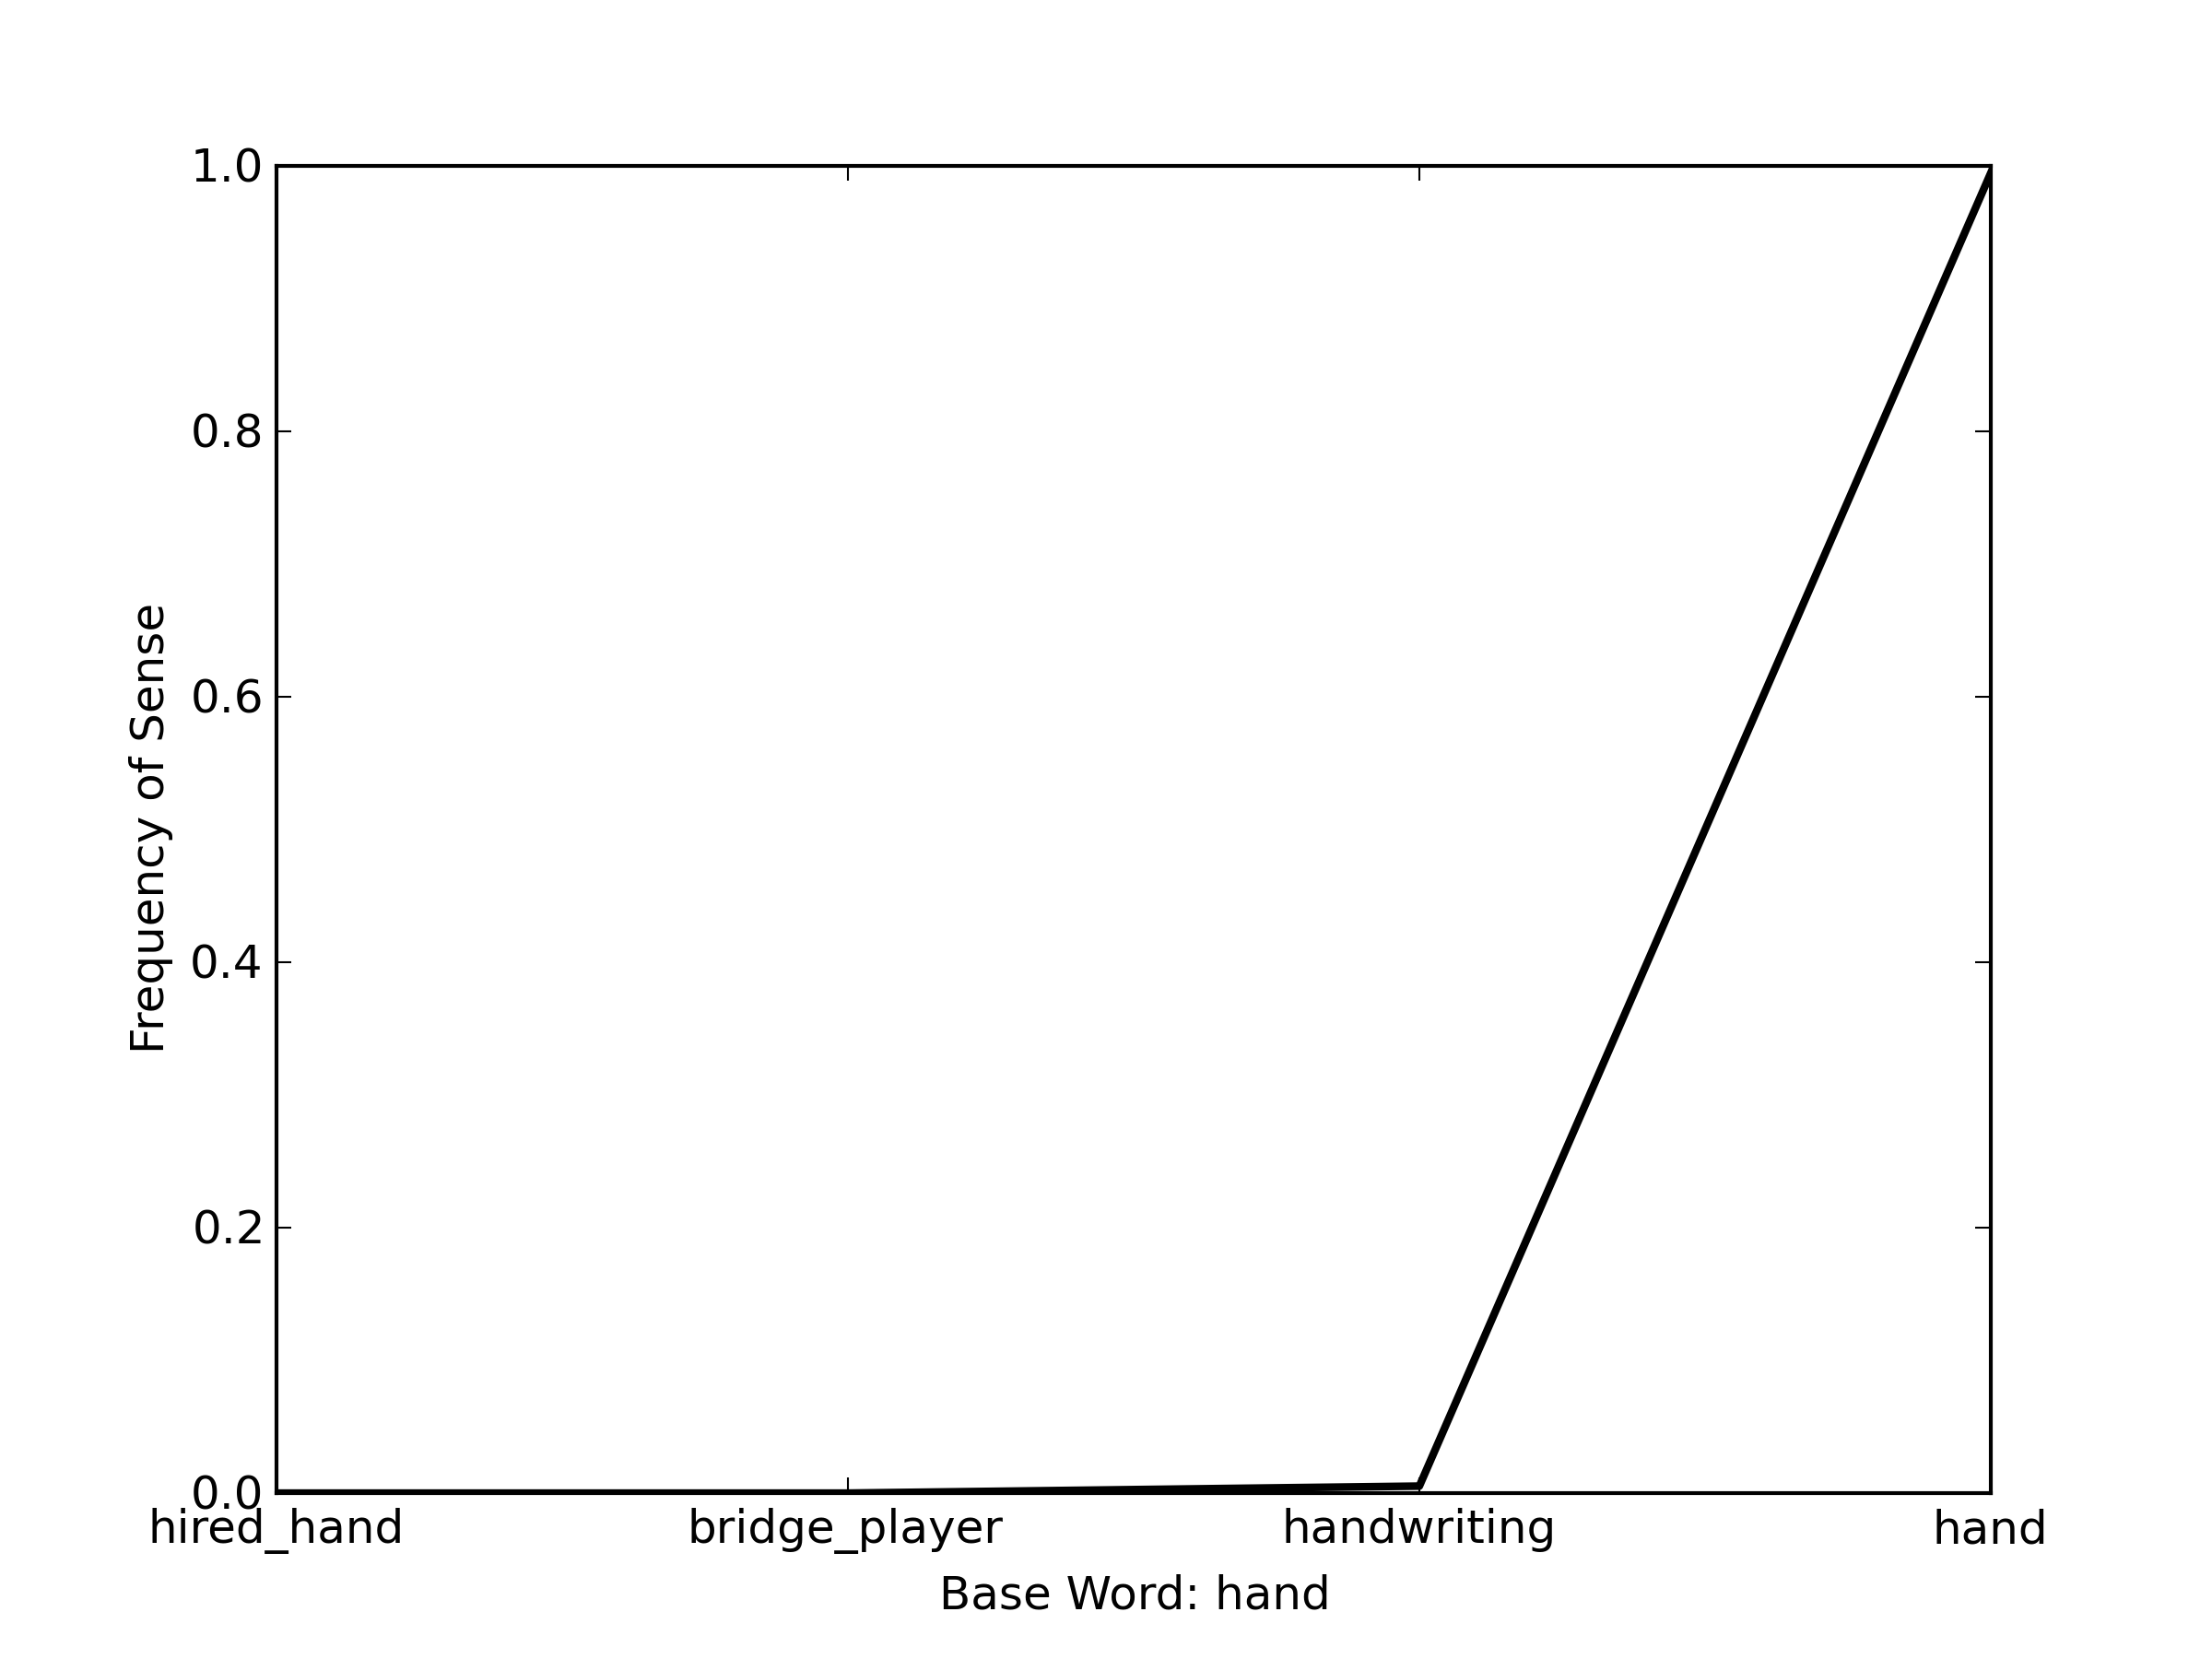 1.0
0.8
0.6
0.4
0.2
0.0
Frequency of Sense
hired_hand
bridge_player
handwriting
hand
Base Word: hand